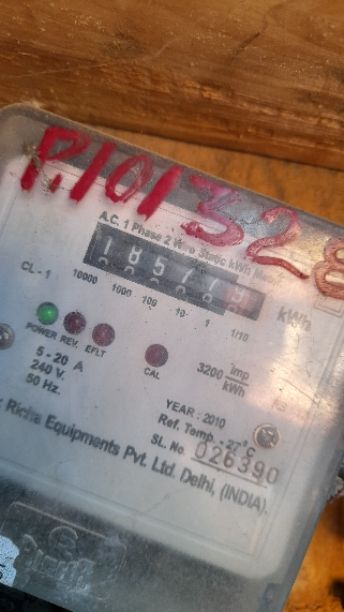 P.101328
A.C. 1 Phase 2 Wire Static kWh Meter
185779
kWh
CL - 1 10000 1000 100 10 1 1/10
POWER REV. EFLT
CAL
3200 imp/kWh
5 - 20 A
240 V.
50 Hz.
YEAR : 2010
Ref. Temp. - 27°C
SL. No. 026390
Richa Equipments Pvt. Ltd. Delhi, (INDIA).